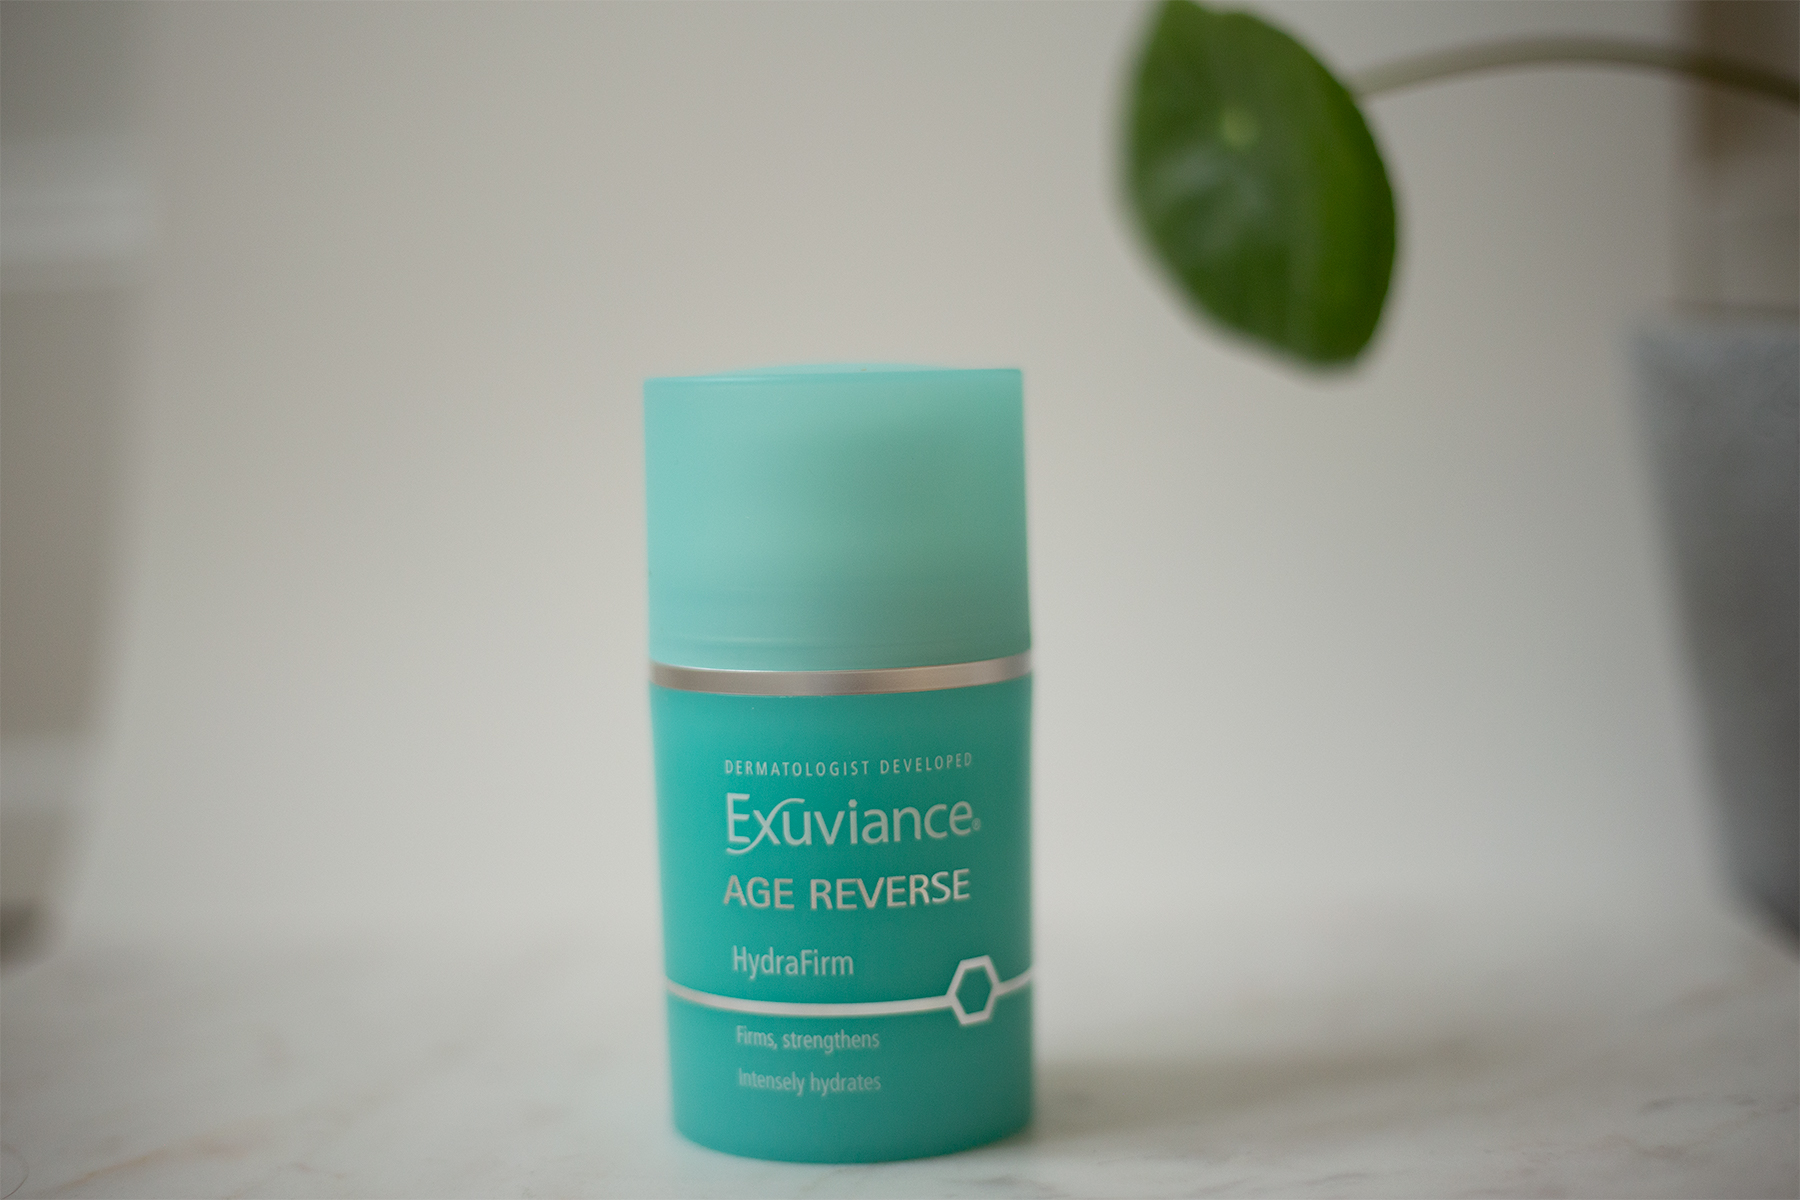 DERMATOLOGIST DEVELOPED
Exuviance®
AGE REVERSE
HydraFirm
Firms, strengthens
Intensely hydrates